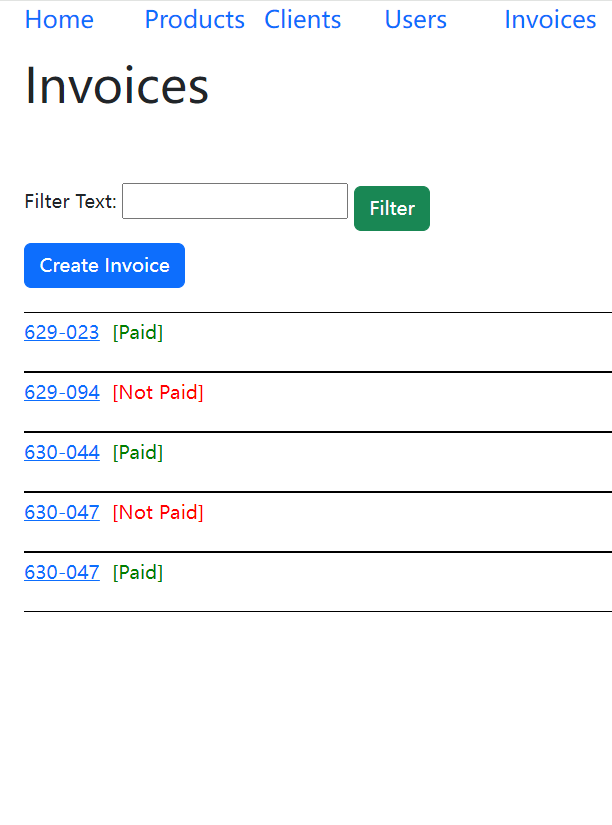 Home Products Clients Users Invoices
Invoices
Filter Text: Filter
Create Invoice
629-023 [Paid]
629-094 [Not Paid]
630-044 [Paid]
630-047 [Not Paid]
630-047 [Paid]